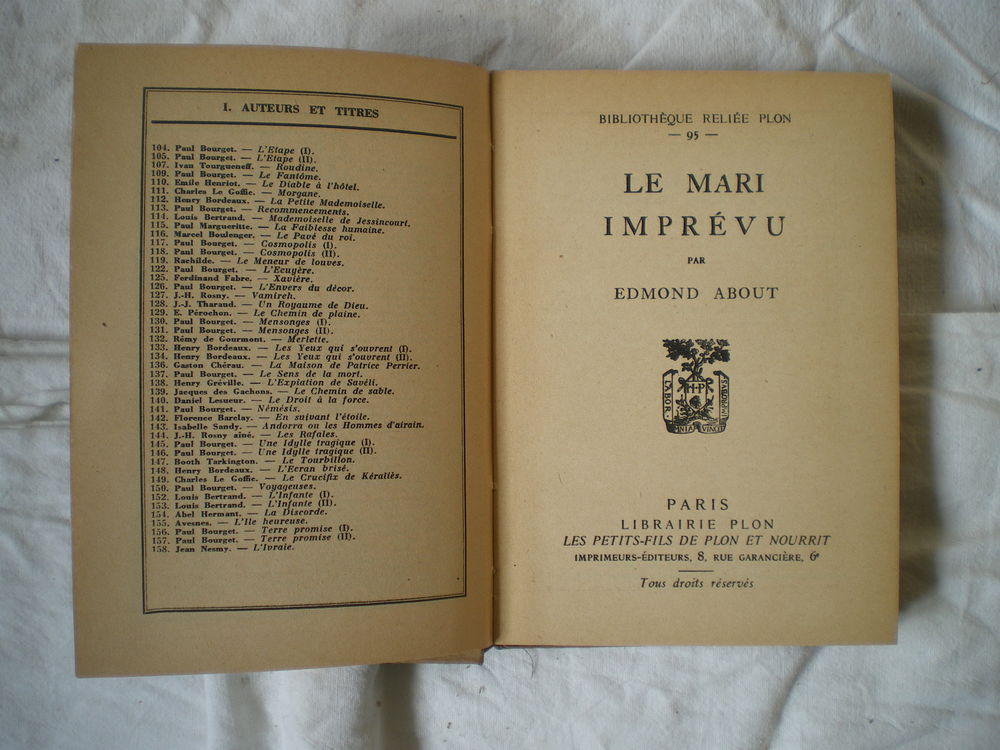 I. AUTEURS ET TITRES
104. Paul Bourget. — L'Etape (I).
105. Paul Bourget. — L'Etape (II).
107. Ivan Tourgueneff. — Roudine.
109. Paul Bourget. — Le Fantôme.
110. Emile Henriot. — Le Diable à l'hôtel.
111. Charles Le Goffic. — Morgane.
112. Henry Bordeaux. — La Petite Mademoiselle.
113. Paul Bourget. — Recommencements.
114. Louis Bertrand. — Mademoiselle de Jessincourt.
115. Paul Margueritte. — La Faiblesse humaine.
116. Marcel Boulenger. — Le Pavé du roi.
117. Paul Bourget. — Cosmopolis (I).
118. Paul Bourget. — Cosmopolis (II).
119. Rachilde. — Le Meneur de louves.
122. Paul Bourget. — L'Ecuyère.
125. Ferdinand Fabre. — Xavière.
126. Paul Bourget. — L'Envers du décor.
127. J.-H. Rosny. — Vamireh.
128. J.-J. Tharaud. — Un Royaume de Dieu.
129. E. Pérochon. — Le Chemin de plaine.
130. Paul Bourget. — Mensonges (I).
131. Paul Bourget. — Mensonges (II).
132. Rémy de Gourmont. — Merlette.
133. Henry Bordeaux. — Les Yeux qui s'ouvrent (I).
134. Henry Bordeaux. — Les Yeux qui s'ouvrent (II).
136. Gaston Chérau. — La Maison de Patrice Perrier.
137. Paul Bourget. — Le Sens de la mort.
138. Henry Gréville. — L'Expiation de Savéli.
139. Jacques des Gachons. — Le Chemin de sable.
140. Daniel Lesueur. — Le Droit à la force.
141. Paul Bourget. — Némésis.
142. Florence Barclay. — En suivant l'étoile.
143. Isabelle Sandy. — Andorra ou les Hommes d'airain.
144. J.-H. Rosny aîné. — Les Rafales.
145. Paul Bourget. — Une Idylle tragique (I).
146. Paul Bourget. — Une Idylle tragique (II).
147. Booth Tarkington. — Le Tourbillon.
148. Henry Bordeaux. — L'Ecran brisé.
149. Charles Le Goffic. — Le Crucifix de Kéraliès.
150. Paul Bourget. — Voyageuses.
152. Louis Bertrand. — L'Infante (I).
153. Louis Bertrand. — L'Infante (II).
154. Abel Hermant. — La Discorde.
155. Avesnes. — L'Ile heureuse.
156. Paul Bourget. — Terre promise (I).
157. Paul Bourget. — Terre promise (II).
158. Jean Nesmy. — L'Ivraie.
BIBLIOTHÈQUE RELIÉE PLON
— 95 —
LE MARI
IMPRÉVU
PAR
EDMOND ABOUT
H·P
LABOR
OMNIA VINCIT
IMPROBUS
PARIS
LIBRAIRIE PLON
LES PETITS-FILS DE PLON ET NOURRIT
IMPRIMEURS-ÉDITEURS, 8, RUE GARANCIÈRE, 6e
Tous droits réservés